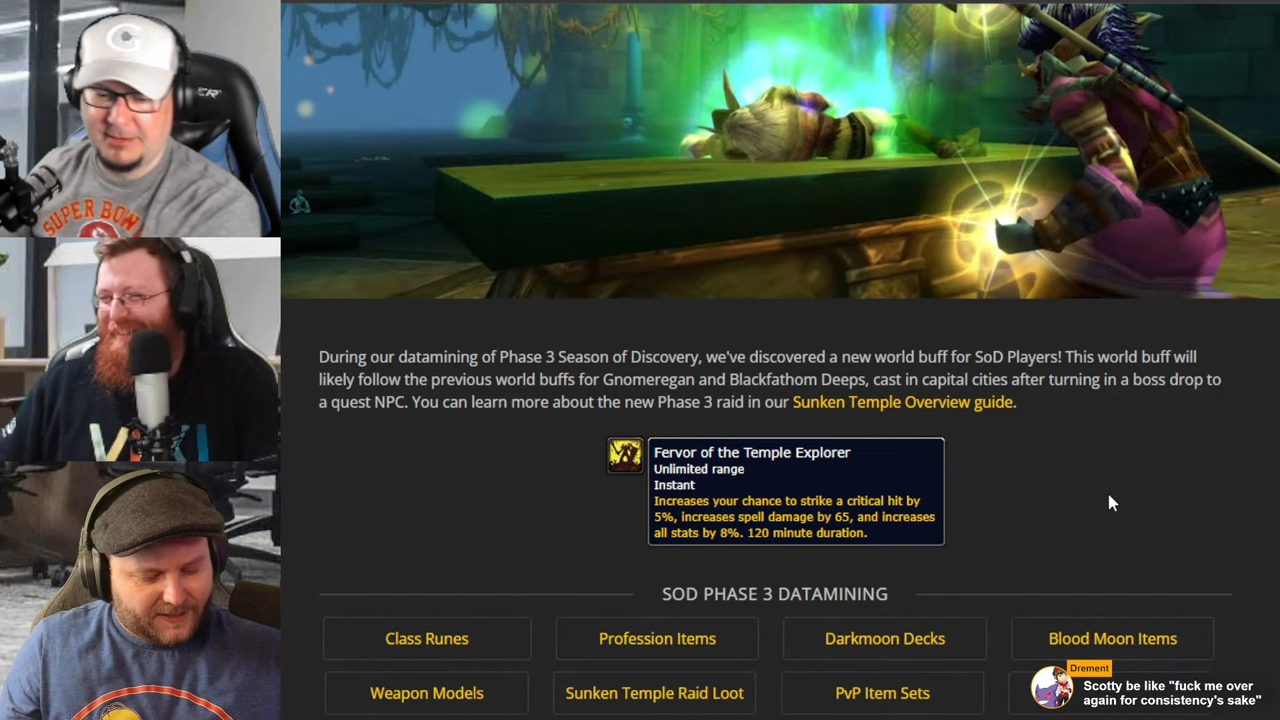 SUPER BOW
During our datamining of Phase 3 Season of Discovery, we've discovered a new world buff for SoD Players! This world buff will
likely follow the previous world buffs for Gnomeregan and Blackfathom Deeps, cast in capital cities after turning in a boss drop to
a quest NPC. You can learn more about the new Phase 3 raid in our Sunken Temple Overview guide.
Fervor of the Temple Explorer
Unlimited range
Instant
Increases your chance to strike a critical hit by
5%, increases spell damage by 65, and increases
all stats by 8%. 120 minute duration.
SOD PHASE 3 DATAMINING
Class Runes
Profession Items
Darkmoon Decks
Blood Moon Items
Weapon Models
Sunken Temple Raid Loot
PvP Item Sets
Drement
Scotty be like "fuck me over
again for consistency's sake"